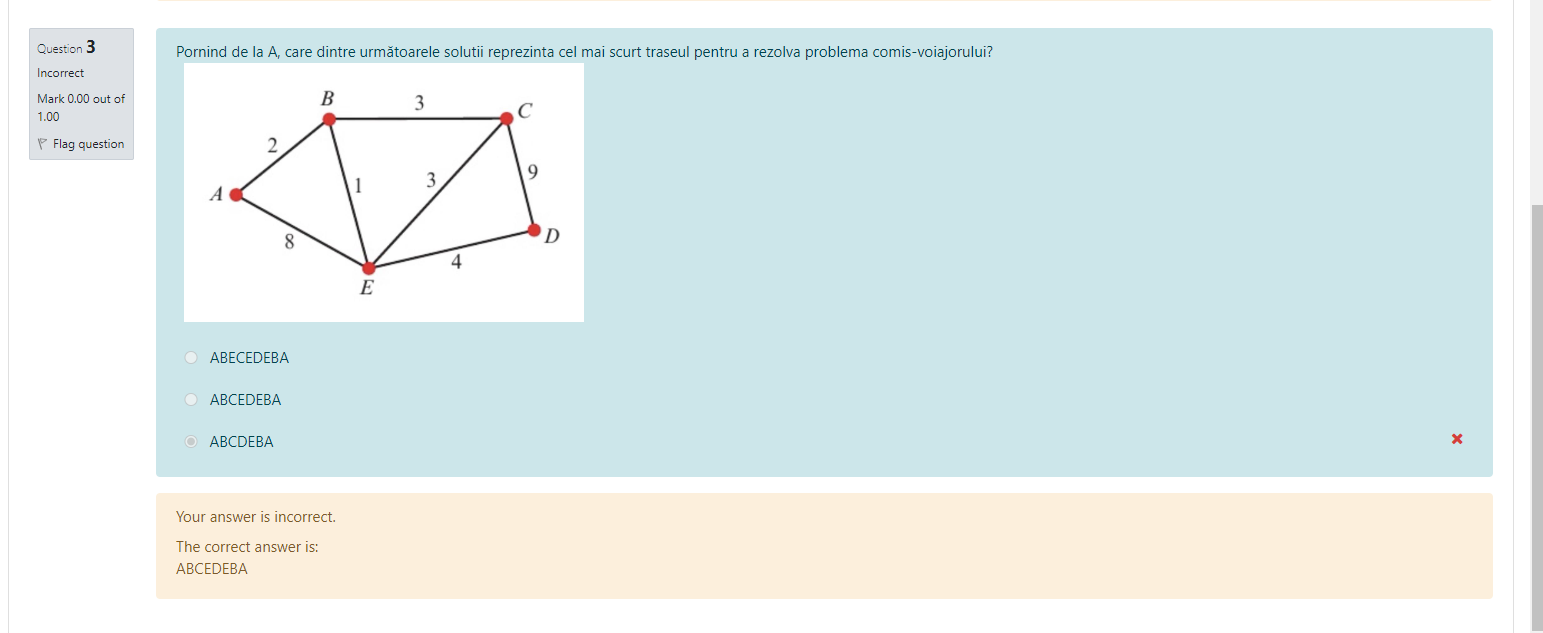 Question 3
Incorrect
Mark 0.00 out of
1.00
Flag question
Pornind de la A, care dintre următoarele solutii reprezinta cel mai scurt traseul pentru a rezolva problema comis-voiajorului?
B
3
C
2
A
1
3
9
8
D
4
E
ABECEDEBA
ABCEDEBA
ABCDEBA
Your answer is incorrect.
The correct answer is:
ABCEDEBA